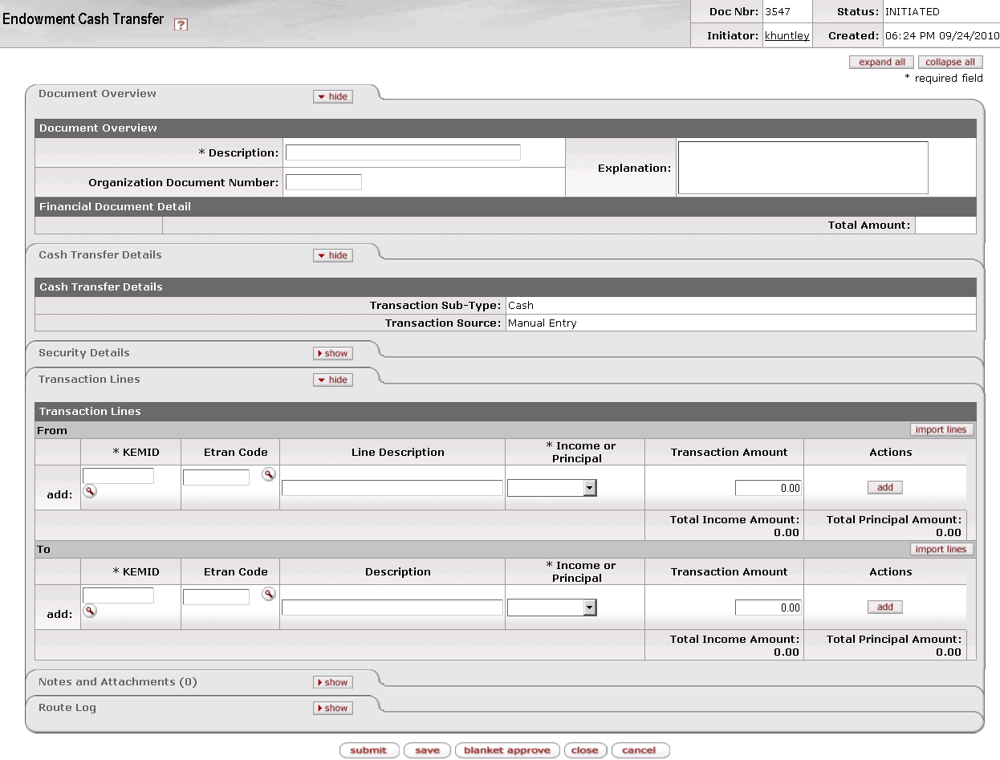 Endowment Cash Transfer ?
Doc Nbr: 3547 Status: INITIATED
Initiator: khuntley Created: 06:24 PM 09/24/2010
expand all collapse all
* required field
Document Overview hide
Document Overview
* Description:
Explanation:
Organization Document Number:
Financial Document Detail
Total Amount:
Cash Transfer Details hide
Cash Transfer Details
Transaction Sub-Type: Cash
Transaction Source: Manual Entry
Security Details show
Transaction Lines hide
Transaction Lines
From import lines
* KEMID Etran Code Line Description * Income or Principal Transaction Amount Actions
add: 0.00 add
Total Income Amount: Total Principal Amount:
0.00 0.00
To import lines
* KEMID Etran Code Description * Income or Principal Transaction Amount Actions
add: 0.00 add
Total Income Amount: Total Principal Amount:
0.00 0.00
Notes and Attachments (0) show
Route Log show
submit save blanket approve close cancel